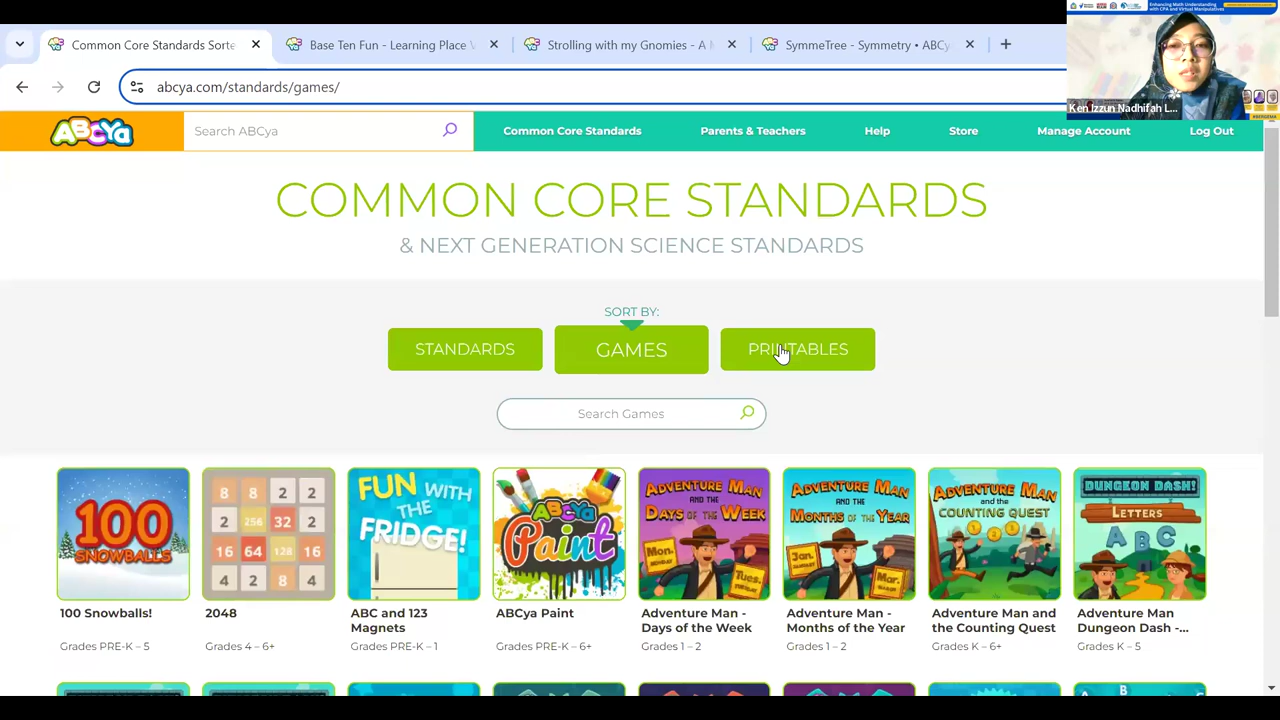 Common Core Standards Sorte
Base Ten Fun - Learning Place V
Strolling with my Gnomies - A M
SymmeTree - Symmetry • ABCy
Enhancing Math Understanding
with CPA and Virtual Manipulatives
Ken Izzun Nadhifah L...
abcya.com/standards/games/
ABCya
Search ABCya
Common Core Standards
Parents & Teachers
Help
Store
Manage Account
Log Out
COMMON CORE STANDARDS
& NEXT GENERATION SCIENCE STANDARDS
SORT BY:
STANDARDS
GAMES
PRINTABLES
Search Games
100
SNOWBALLS
8 8 2 2
2 256 32 2
16 64 128 16
4 2 8 4
FUN WITH
THE
FRIDGE!
ABCya
Paint
ADVENTURE MAN
AND THE
DAYS OF THE WEEK
Mon.
MONDAY
Tues.
ADVENTURE MAN
AND THE
MONTHS OF THE YEAR
Jan.
JANUARY
Mar.
ADVENTURE MAN
and the
COUNTING QUEST
1 2 3
DUNGEON DASH!
LETTERS
A B C
100 Snowballs!
2048
ABC and 123
Magnets
ABCya Paint
Adventure Man -
Days of the Week
Adventure Man -
Months of the Year
Adventure Man and
the Counting Quest
Adventure Man
Dungeon Dash -...
Grades PRE-K – 5
Grades 4 – 6+
Grades PRE-K – 1
Grades PRE-K – 6+
Grades 1 – 2
Grades 1 – 2
Grades K – 6+
Grades K – 5